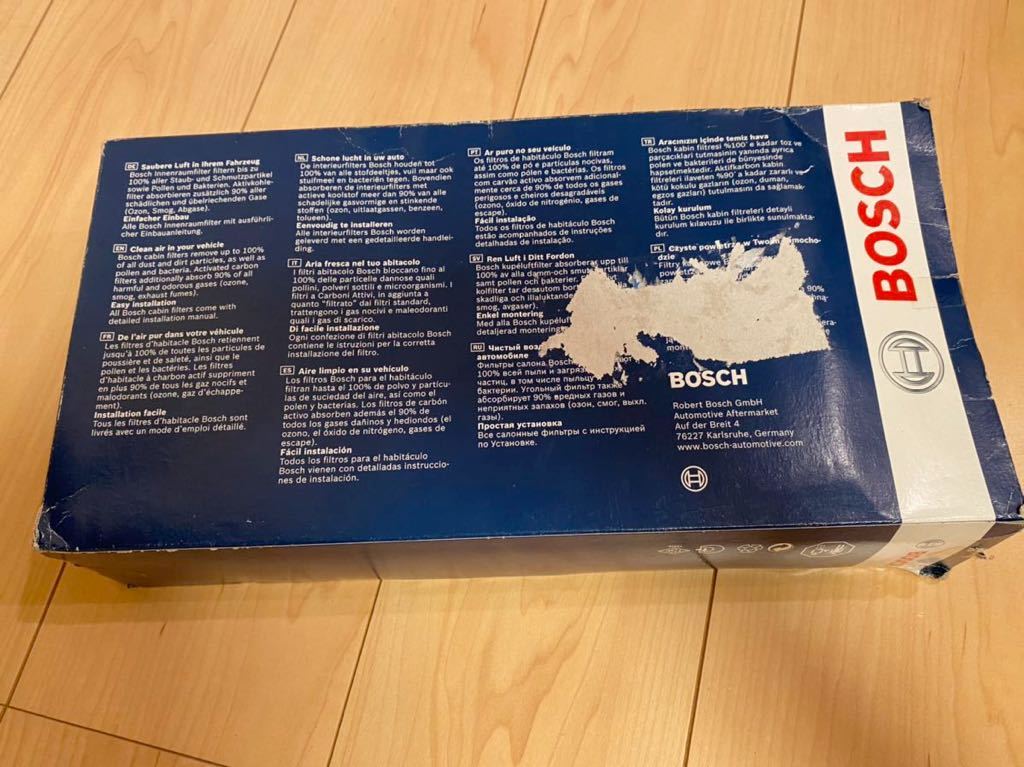 DE Saubere Luft in Ihrem Fahrzeug
Bosch Innenraumfilter filtern bis zu
100% aller Staub- und Schmutzpartikel
sowie Pollen und Bakterien. Aktivkohle-
filter absorbieren zusätzlich 90% aller
schädlichen und übelriechenden Gase
(Ozon, Smog, Abgase).
Einfacher Einbau
Alle Bosch Innenraumfilter mit ausführli-
cher Einbauanleitung.
EN Clean air in your vehicle
Bosch cabin filters remove up to 100%
of all dust and dirt particles, as well as
pollen and bacteria. Activated carbon
filters additionally absorb 90% of all
harmful and odorous gases (ozone,
smog, exhaust fumes).
Easy installation
All Bosch cabin filters come with
detailed installation manual.
FR De l'air pur dans votre véhicule
Les filtres d'habitacle Bosch retiennent
jusqu'à 100% de toutes les particules de
poussière et de saleté, ainsi que le
pollen et les bactéries. Les filtres
d'habitacle à charbon actif suppriment
en plus 90% de tous les gaz nocifs et
malodorants (ozone, gaz d'échappe-
ment).
Installation facile
Tous les filtres d'habitacle Bosch sont
livrés avec un mode d'emploi détaillé.
NL Schone lucht in uw auto
De interieurfilters Bosch houden tot
100% van alle stofdeeltjes, vuil maar ook
stuifmeel en bacteriën tegen. Bovendien
absorberen de interieurfilters met
actieve koolstof meer dan 90% van alle
schadelijke gasvormige en stinkende
stoffen (ozon, uitlaatgassen, benzeen,
tolueen).
Eenvoudig te installeren
Alle interieurfilters Bosch worden
geleverd met een gedetailleerde handlei-
ding.
IT Aria fresca nel tuo abitacolo
I filtri abitacolo Bosch bloccano fino al
100% delle particelle dannose quali
pollini, polveri sottili e microrganismi. I
filtri a Carboni Attivi, in aggiunta a
quanto "filtrato" dai filtri standard,
trattengono i gas nocivi e maleodoranti
quali i gas di scarico.
Di facile installazione
Ogni confezione di filtri abitacolo Bosch
contiene le istruzioni per la corretta
installazione del filtro.
ES Aire limpio en su vehículo
Los filtros Bosch para el habitáculo
filtran hasta el 100% de polvo y partícu-
las de suciedad del aire, así como el
polen y bacterias. Los filtros de carbón
activo absorben además el 90% de
todos los gases dañinos y hediondos (el
ozono, el óxido de nitrógeno, gases de
escape).
Fácil instalación
Todos los filtros para el habitáculo
Bosch vienen con detalladas instruccio-
nes de instalación.
PT Ar puro no seu veículo
Os filtros de habitáculo Bosch filtram
até 100% de pó e partículas nocivas,
assim como pólen e bactérias. Os filtros
com carvão activo absorvem adicional-
mente cerca de 90% de todos os gases
perigosos e cheiros desagradáveis
(ozono, óxido de nitrogénio, gases de
escape).
Fácil instalação
Todos os filtros de habitáculo Bosch
estão acompanhados de instruções
detalhadas de instalação.
SV Ren Luft i Ditt Fordon
Bosch kupéluftfilter absorberar upp till
100% av alla damm-och
samt pollen och bakterier.
kolfilter tar dessutom bort
skadliga och illaluktande
smog, avgaser).
Enkel montering
Med alla Bosch
detaljerad
RU Чистый
автомобиле
Фильтры салона Bosch
100% всей пыли и
частиц, в том числе пыльцу
бактерии. Угольный фильтр
абсорбирует 90% вредных газов и
неприятных запахов (озон, смог, выхл.
газы).
Простая установка
Все салонные фильтры с инструкцией
по Установке.
TR Aracınızın içinde temiz hava
Bosch kabin filtresi %100' e kadar toz ve
parçacıkları tutmasının yanında ayrıca
polen ve bakterileri de bünyesinde
hapsetmektedir. Aktifkarbon kabin
filtreleri ilaveten %90' a kadar zararlı ve
kötü kokulu gazların (ozon, duman,
egzos gazları) tutulmasını da sağlamak-
tadır.
Kolay kurulum
Bütün Bosch kabin filtreleri detayli
kurulum kılavuzu ile birlikte sunulmakta-
dır.
PL Czyste powietrze w Twoim
dzie
90%
BOSCH
Robert Bosch GmbH
Automotive Aftermarket
Auf der Breit 4
76227 Karlsruhe, Germany
www.bosch-automotive.com
BOSCH
BOSCH